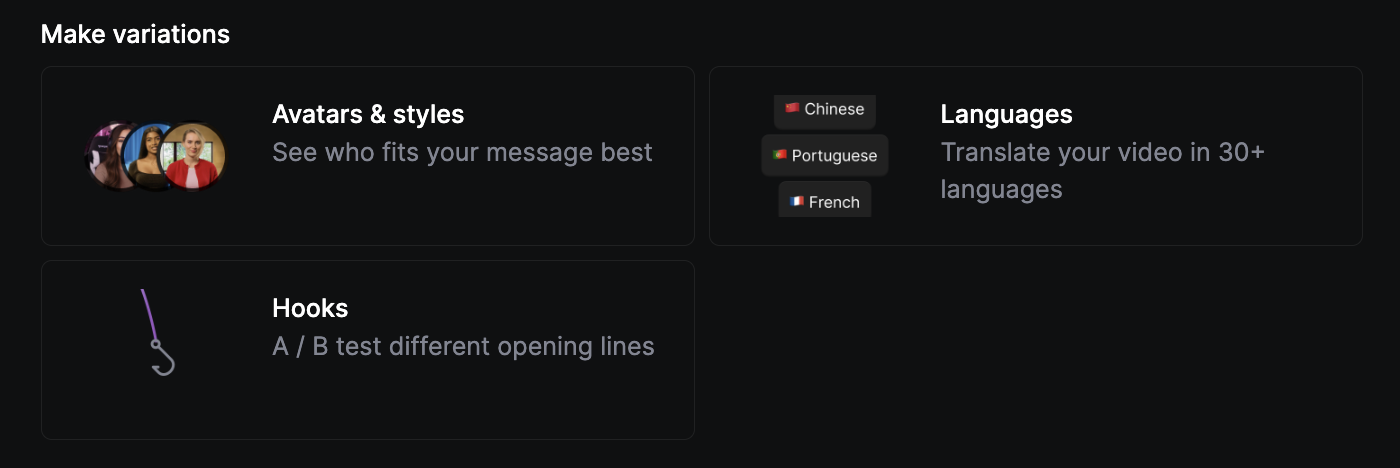 Make variations
Avatars & styles
See who fits your message best
Chinese
Portuguese
French
Languages
Translate your video in 30+
languages
Hooks
A / B test different opening lines